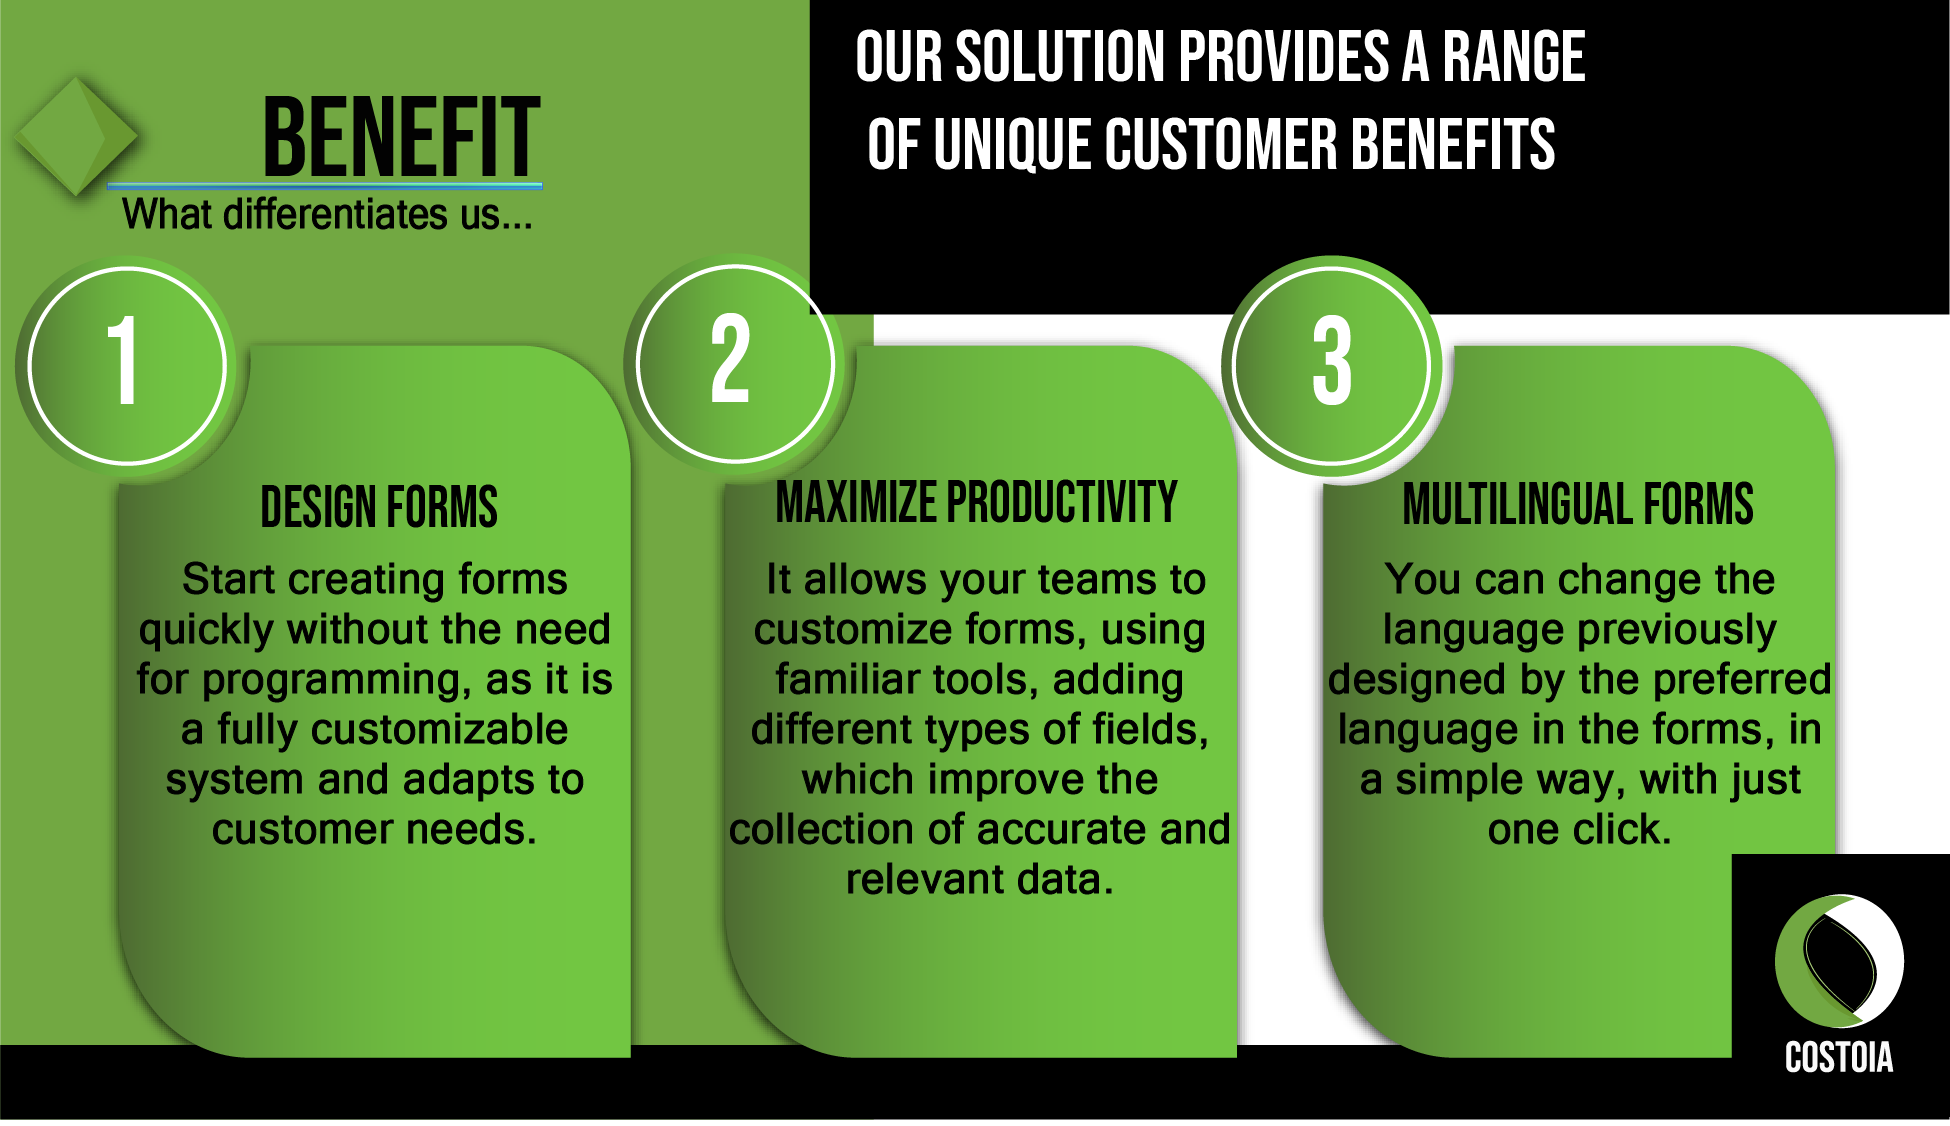 BENEFIT
What differentiates us...
OUR SOLUTION PROVIDES A RANGE
OF UNIQUE CUSTOMER BENEFITS
1
DESIGN FORMS
Start creating forms
quickly without the need
for programming, as it is
a fully customizable
system and adapts to
customer needs.
2
MAXIMIZE PRODUCTIVITY
It allows your teams to
customize forms, using
familiar tools, adding
different types of fields,
which improve the
collection of accurate and
relevant data.
3
MULTILINGUAL FORMS
You can change the
language previously
designed by the preferred
language in the forms, in
a simple way, with just
one click.
COSTOIA